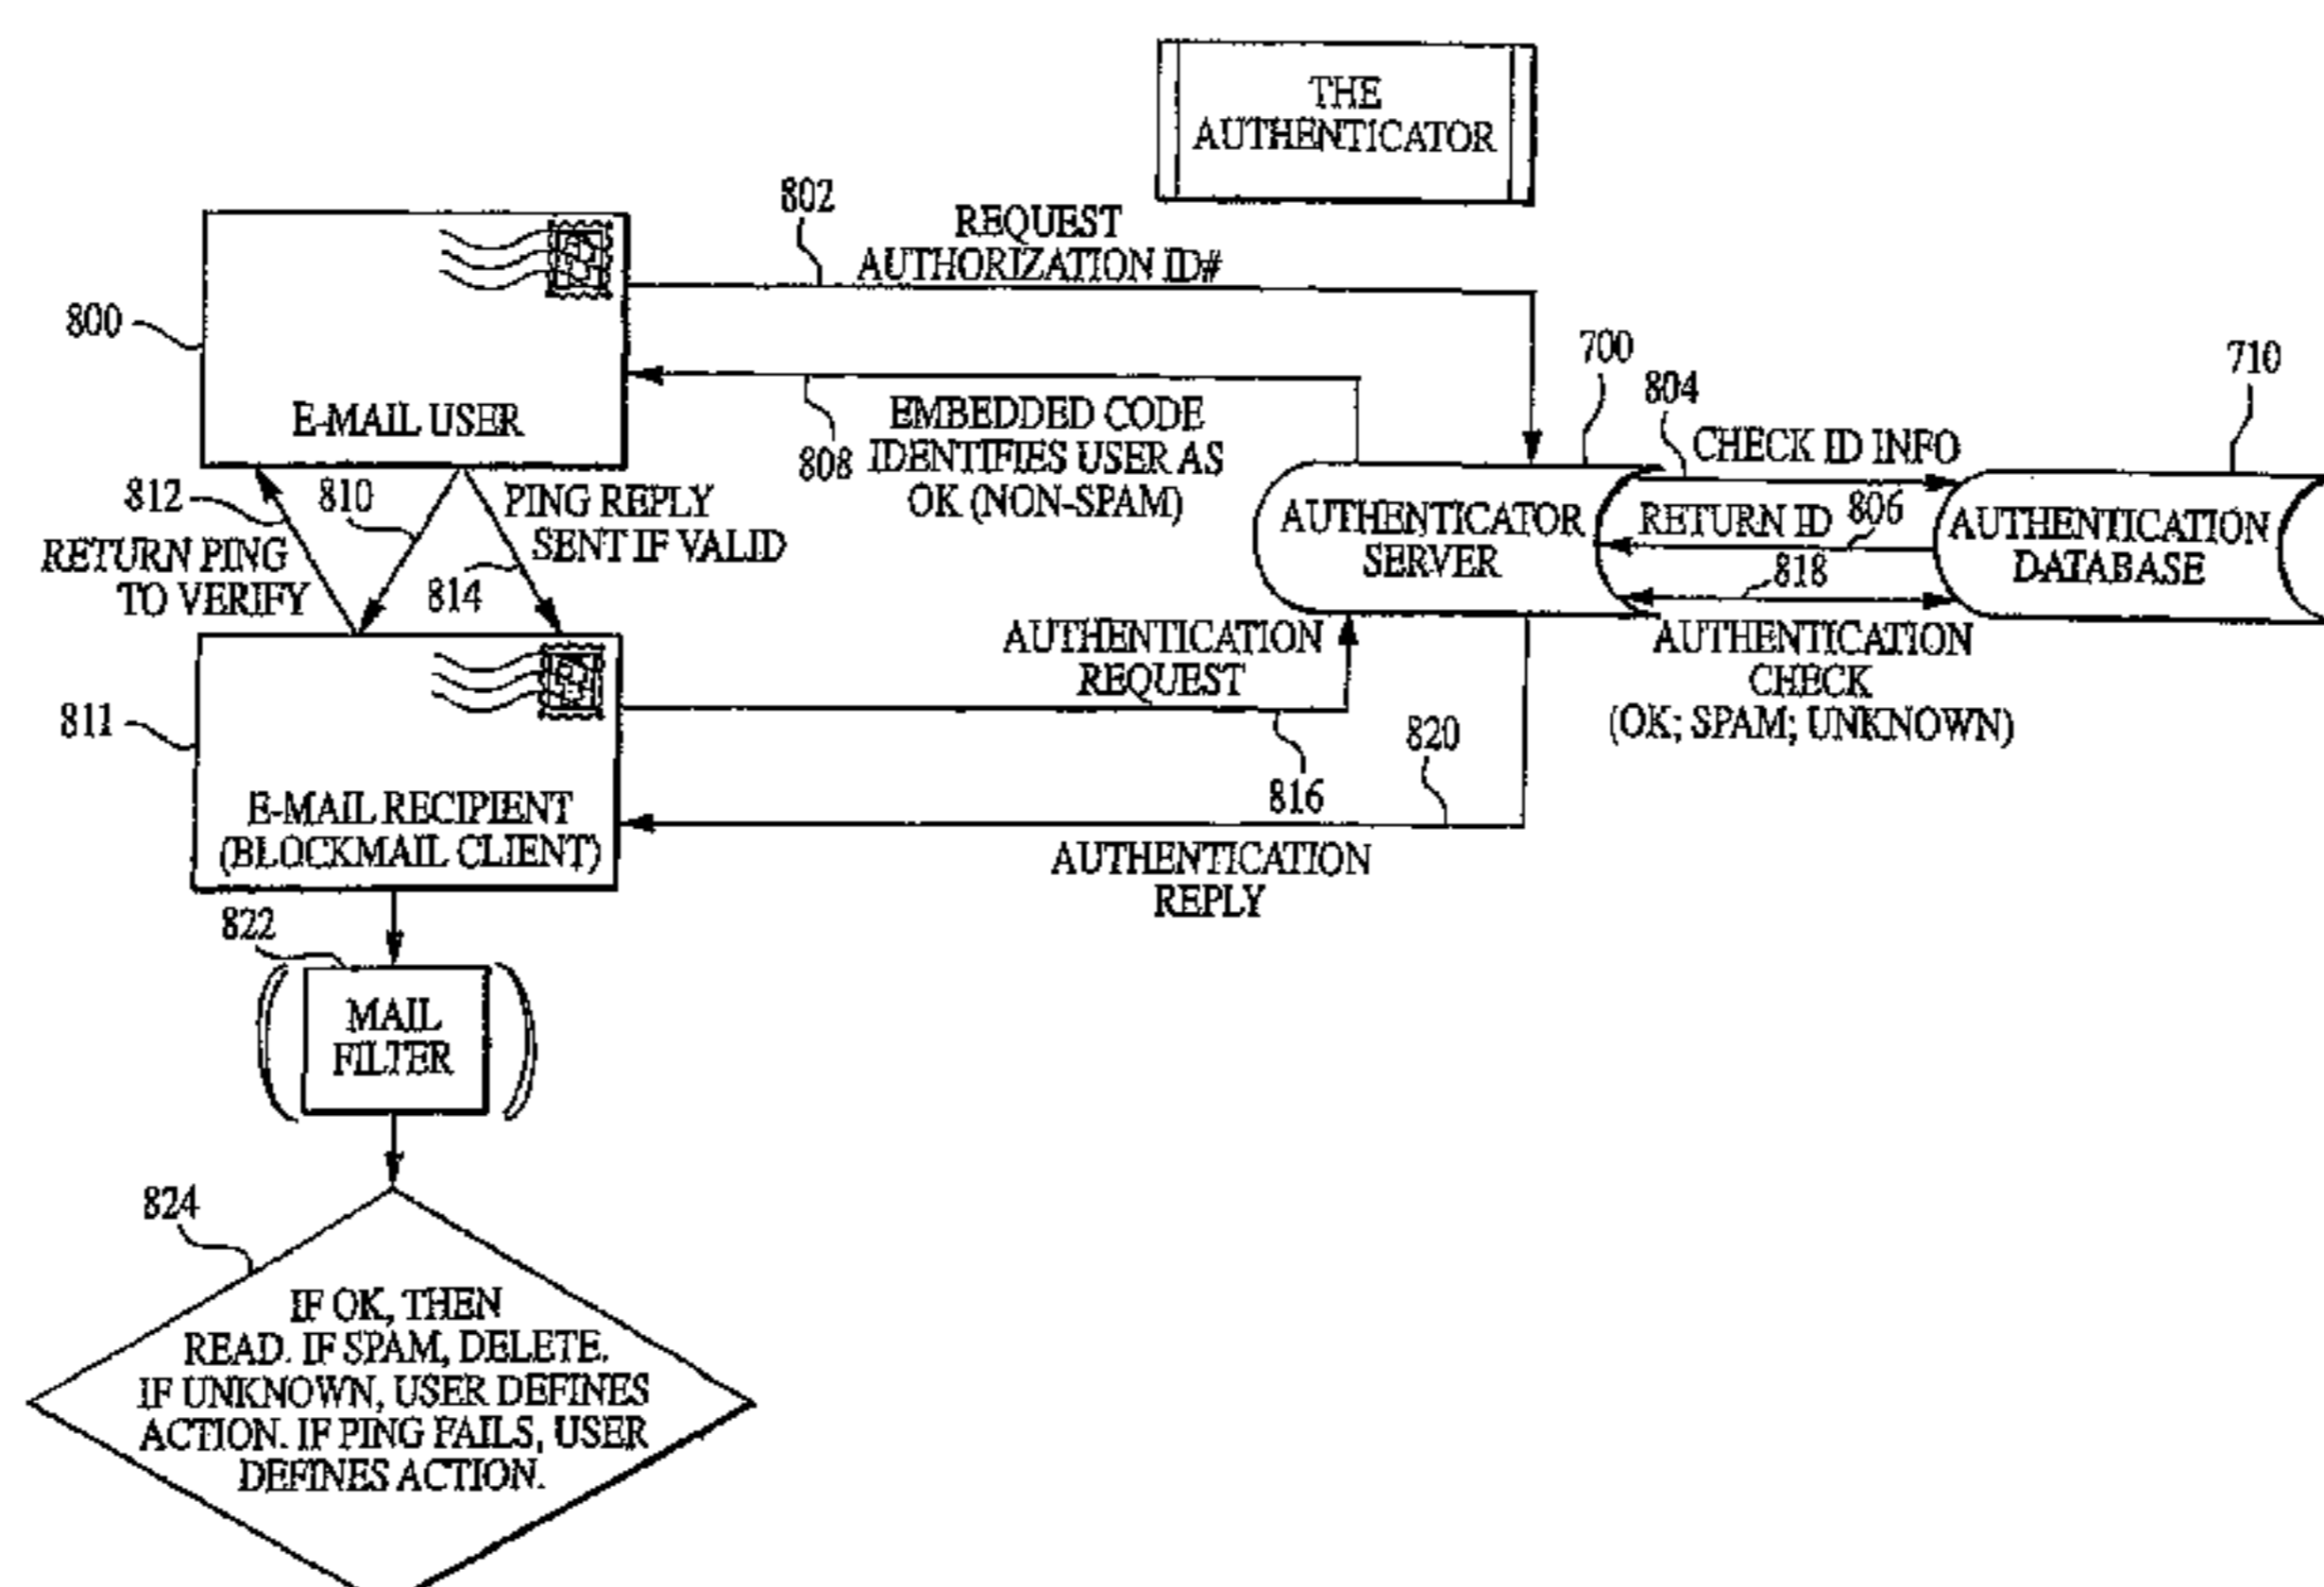 THE
AUTHENTICATOR
802
REQUEST
AUTHORIZATION ID#
800
E-MAIL USER
808
EMBEDDED CODE
IDENTIFIES USER AS
OK (NON-SPAM)
700
804
CHECK ID INFO
710
AUTHENTICATOR
SERVER
RETURN ID
806
818
AUTHENTICATION
DATABASE
AUTHENTICATION
CHECK
(OK; SPAM; UNKNOWN)
812
810
PING REPLY
SENT IF VALID
RETURN PING
TO VERIFY
814
AUTHENTICATION
REQUEST
816
811
E-MAIL RECIPIENT
(BLOCKMAIL CLIENT)
820
AUTHENTICATION
REPLY
822
MAIL
FILTER
824
IF OK, THEN
READ. IF SPAM, DELETE.
IF UNKNOWN, USER DEFINES
ACTION. IF PING FAILS, USER
DEFINES ACTION.